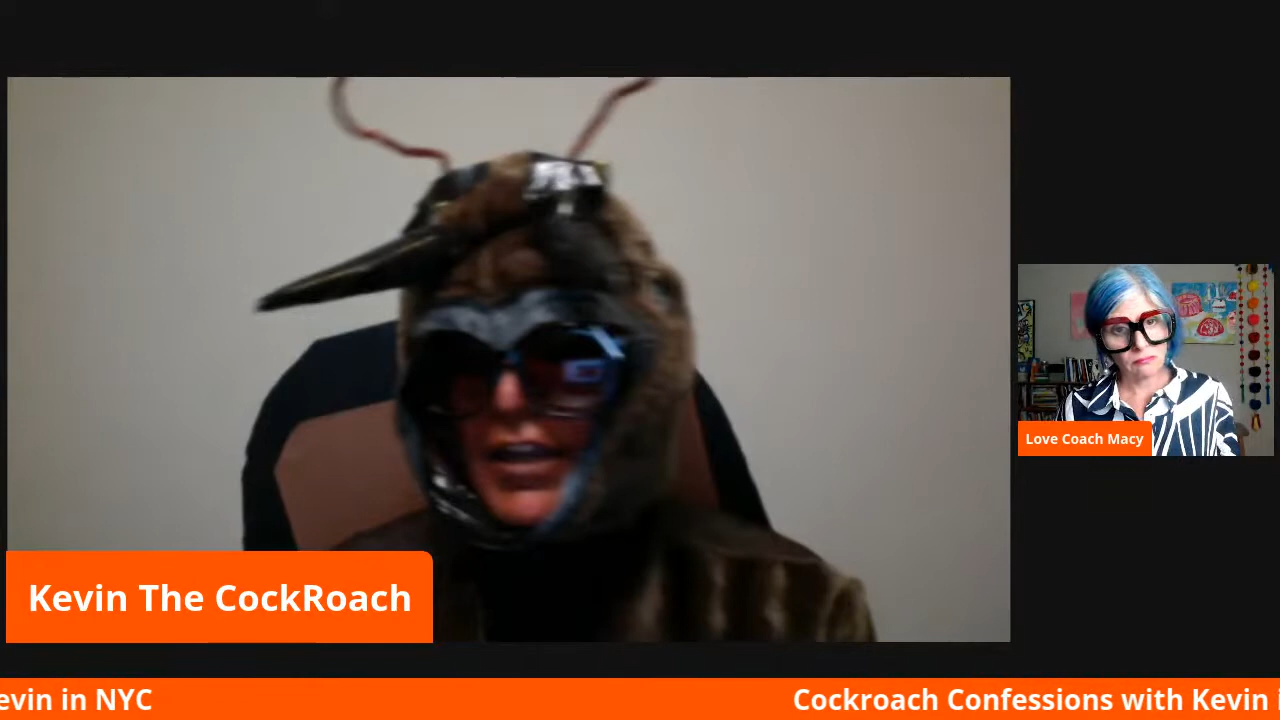 Love Coach Macy
Kevin The CockRoach
evin in NYC
Cockroach Confessions with Kevin i